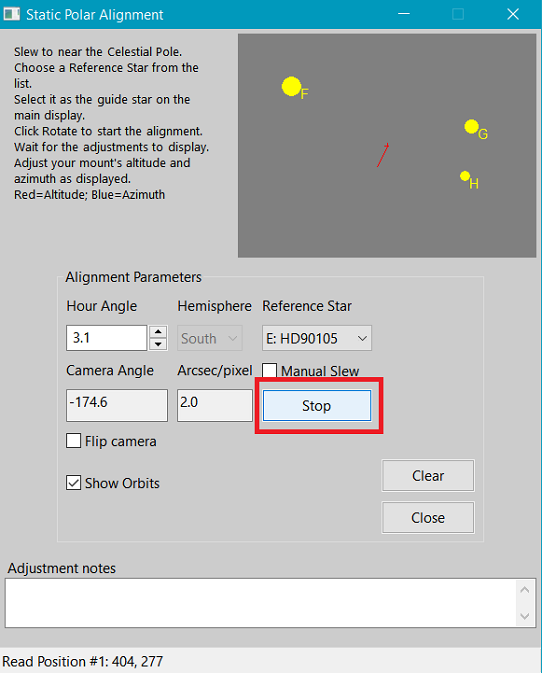 Static Polar Alignment
Slew to near the Celestial Pole.
Choose a Reference Star from the
list.
Select it as the guide star on the
main display.
Click Rotate to start the alignment.
Wait for the adjustments to display.
Adjust your mount's altitude and
azimuth as displayed.
Red=Altitude; Blue=Azimuth
F
G
H
Alignment Parameters
Hour Angle Hemisphere Reference Star
3.1 South E: HD90105
Camera Angle Arcsec/pixel Manual Slew
-174.6 2.0 Stop
Flip camera
Show Orbits
Clear
Close
Adjustment notes
Read Position #1: 404, 277